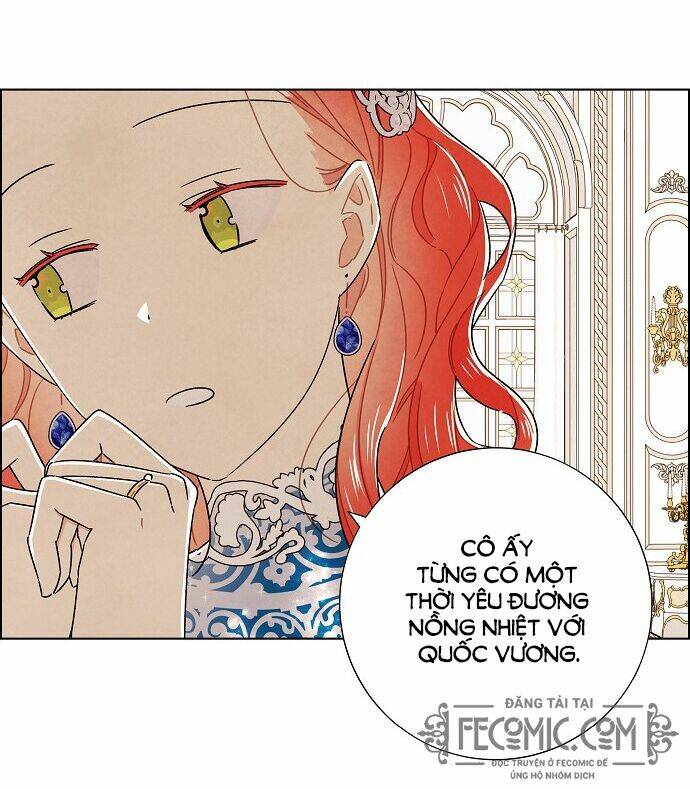 CÔ ẤY
TỪNG CÓ MỘT
THỜI YÊU ĐƯƠNG
NỒNG NHIỆT VỚI
QUỐC VƯƠNG.
ĐĂNG TẢI TẠI
FECOMIC.COM
ĐỌC TRUYỆN Ở FECOMIC ĐỂ
ỦNG HỘ NHÓM DỊCH